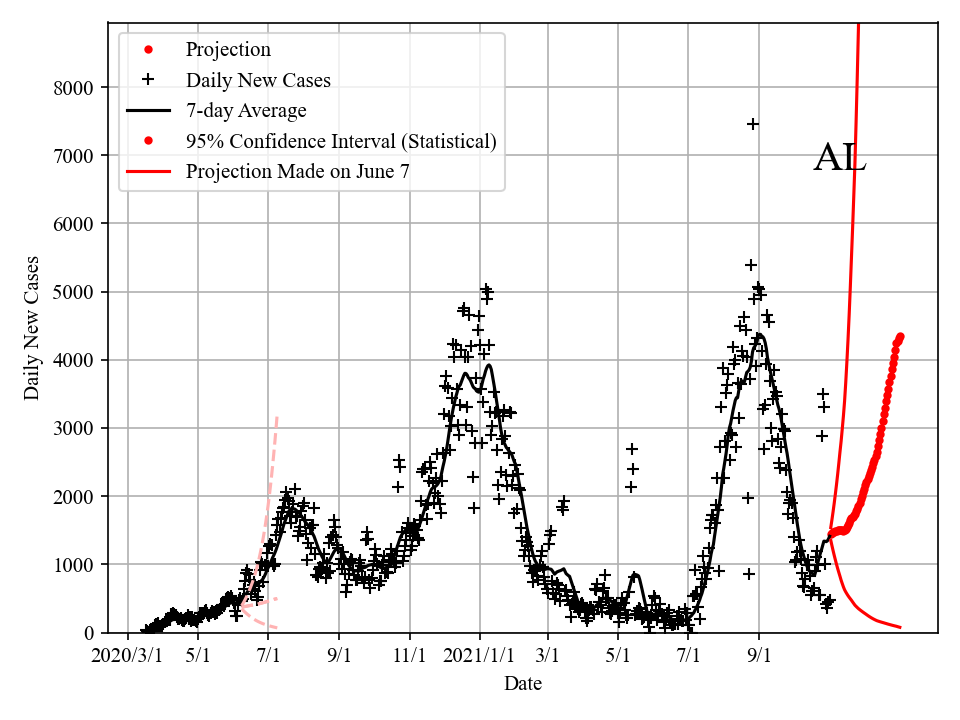 Projection
Daily New Cases
7-day Average
95% Confidence Interval (Statistical)
Projection Made on June 7
AL
Daily New Cases
8000
7000
6000
5000
4000
3000
2000
1000
0
2020/3/1 5/1 7/1 9/1 11/1 2021/1/1 3/1 5/1 7/1 9/1
Date